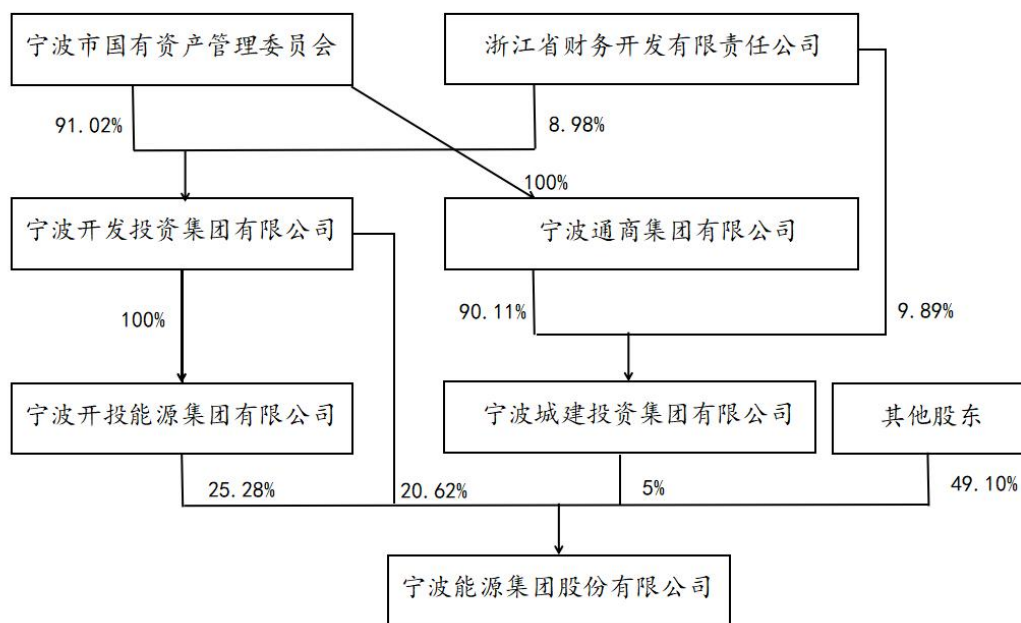 宁波市国有资产管理委员会
浙江省财务开发有限责任公司
91.02%
8.98%
100%
宁波开发投资集团有限公司
宁波通商集团有限公司
100%
90.11%
9.89%
宁波开投能源集团有限公司
宁波城建投资集团有限公司
其他股东
25.28%
20.62%
5%
49.10%
宁波能源集团股份有限公司